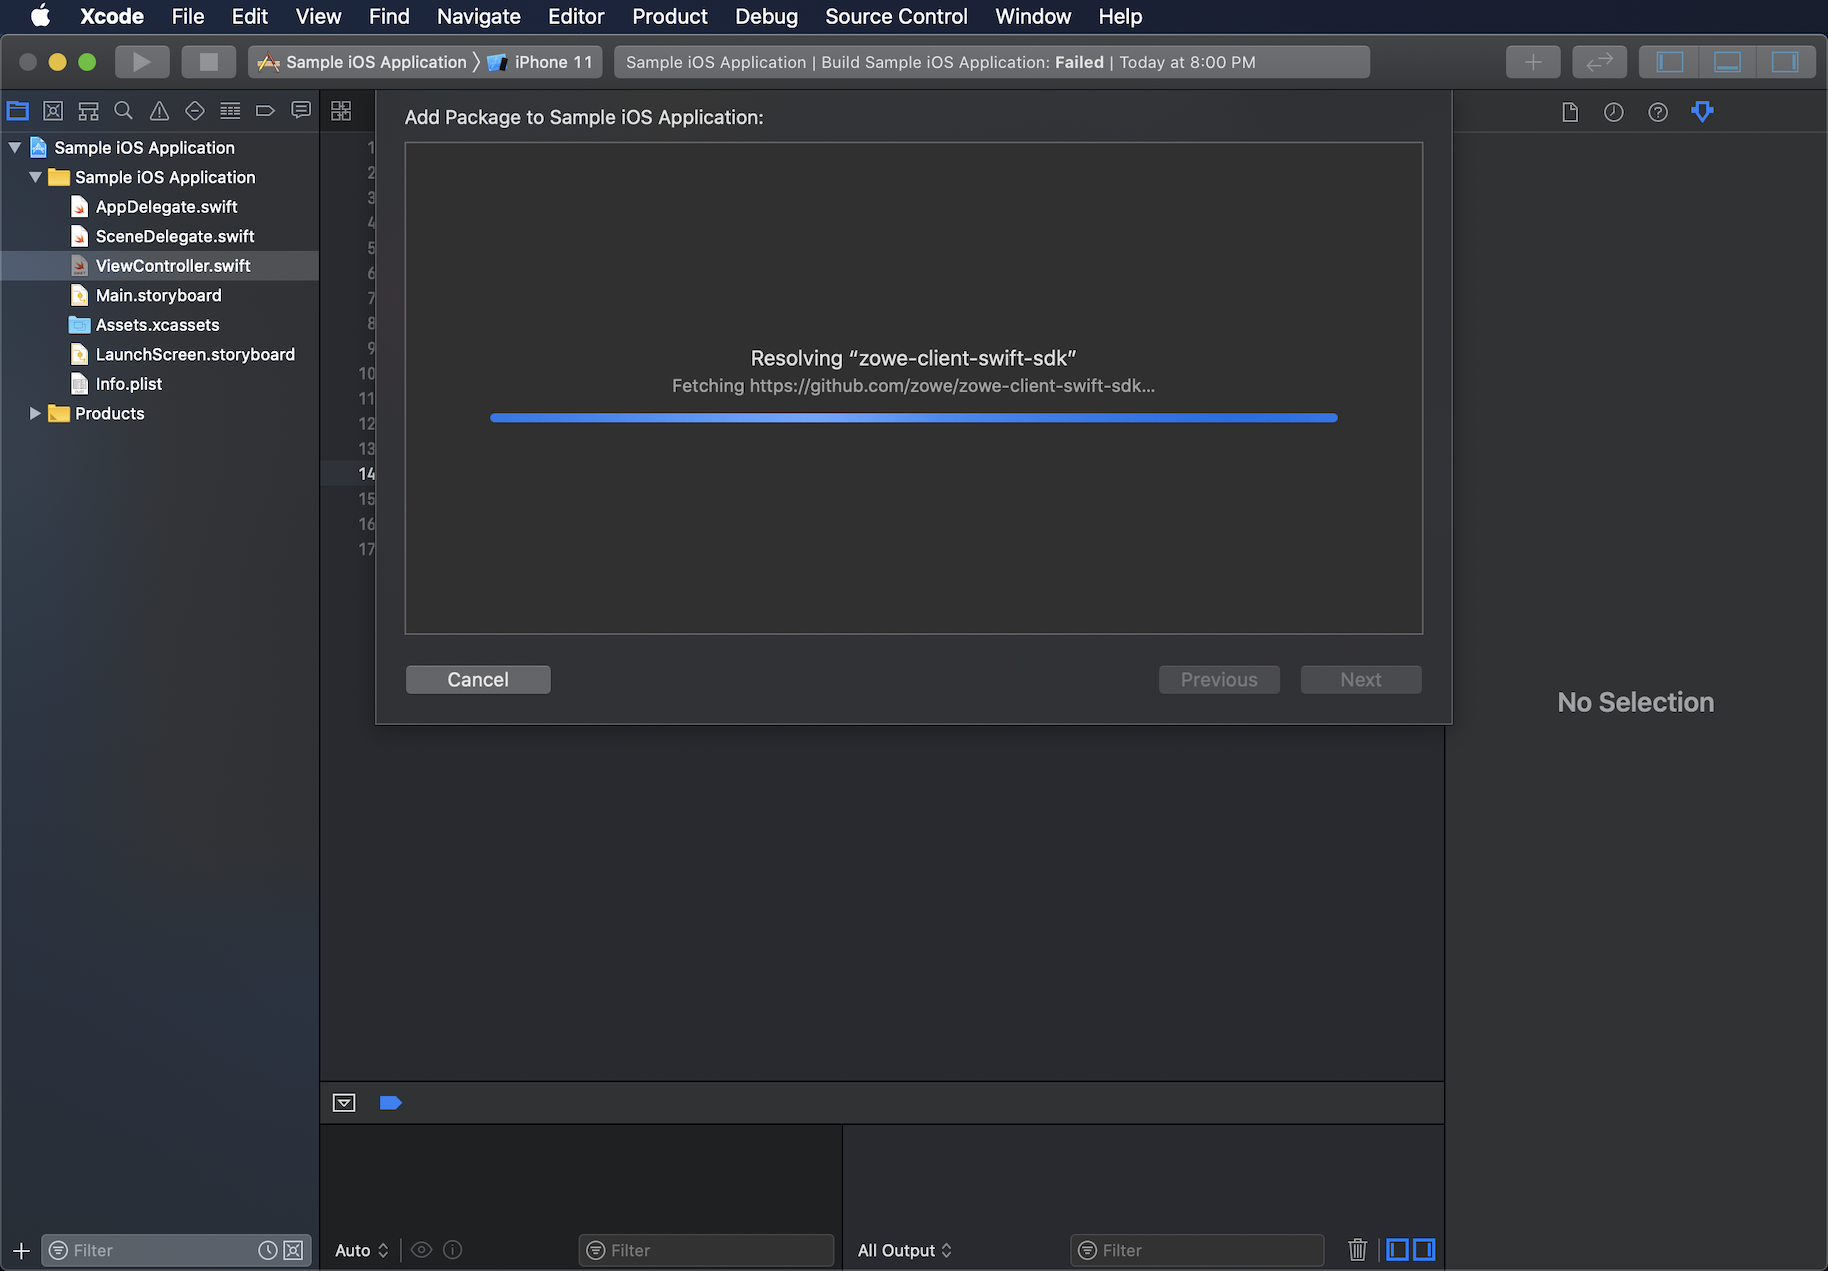 Xcode File Edit View Find Navigate Editor Product Debug Source Control Window Help
Sample iOS Application iPhone 11
Sample iOS Application | Build Sample iOS Application: Failed | Today at 8:00 PM
Sample iOS Application
Sample iOS Application
AppDelegate.swift
SceneDelegate.swift
ViewController.swift
Main.storyboard
Assets.xcassets
LaunchScreen.storyboard
Info.plist
Products
1
2
3
4
5
6
7
8
9
10
11
12
13
14
15
16
17
Add Package to Sample iOS Application:
Resolving “zowe-client-swift-sdk”
Fetching https://github.com/zowe/zowe-client-swift-sdk...
Cancel
Previous
Next
No Selection
Filter
Auto
Filter
All Output
Filter